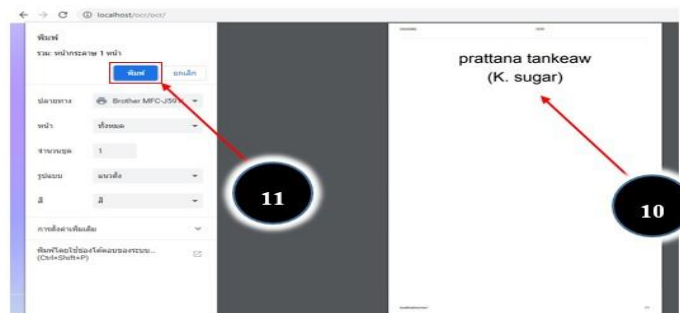 localhost/ocr/oct/
พิมพ์
รวม: หน้ากระดาษ 1 หน้า
พิมพ์
ยกเลิก
ปลายทาง
Brother MFC-J591
หน้า
ทั้งหมด
จำนวนชุด
1
รูปแบบ
แนวตั้ง
สี
สี
การตั้งค่าเพิ่มเติม
พิมพ์โดยใช้ช่องโต้ตอบของระบบ...
(Ctrl+Shift+P)
prattana tankeaw
(K. sugar)
11
10